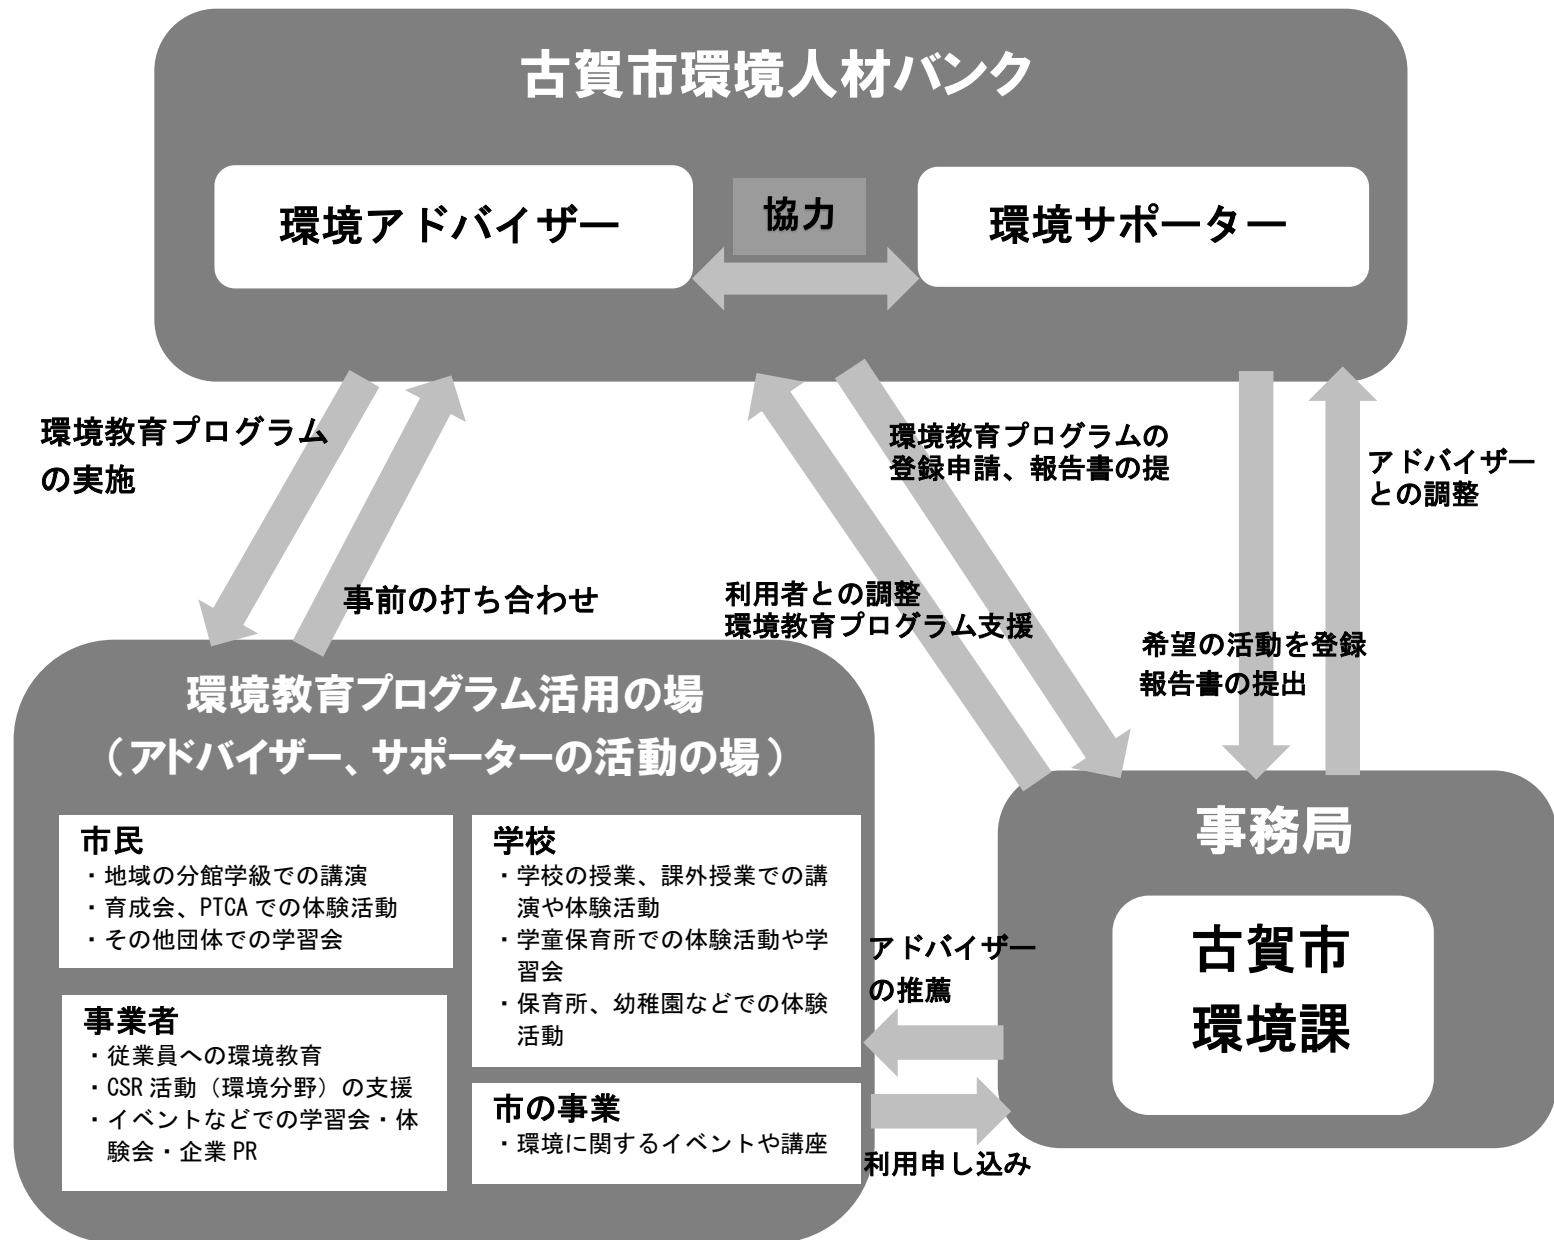 古賀市環境人材バンク
環境アドバイザー
協力
環境サポーター
環境教育プログラム
の実施
事前の打ち合わせ
環境教育プログラムの
登録申請、報告書の提
利用者との調整
環境教育プログラム支援
アドバイザー
との調整
希望の活動を登録
報告書の提出
環境教育プログラム活用の場
（アドバイザー、サポーターの活動の場）
市民
・地域の分館学級での講演
・育成会、PTCAでの体験活動
・その他団体での学習会
事業者
・従業員への環境教育
・CSR活動（環境分野）の支援
・イベントなどでの学習会・体
験会・企業PR
学校
・学校の授業、課外授業での講
演や体験活動
・学童保育所での体験活動や学
習会
・保育所、幼稚園などでの体験
活動
市の事業
・環境に関するイベントや講座
アドバイザー
の推薦
利用申し込み
事務局
古賀市
環境課